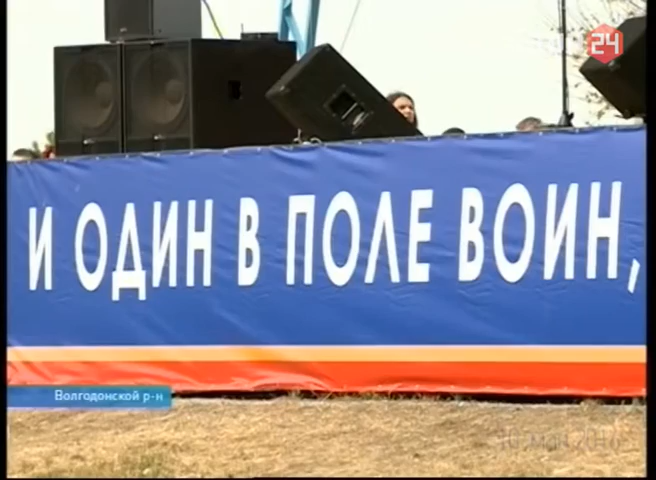 24
И ОДИН В ПОЛЕ ВОИН,
Волгодонской р-н